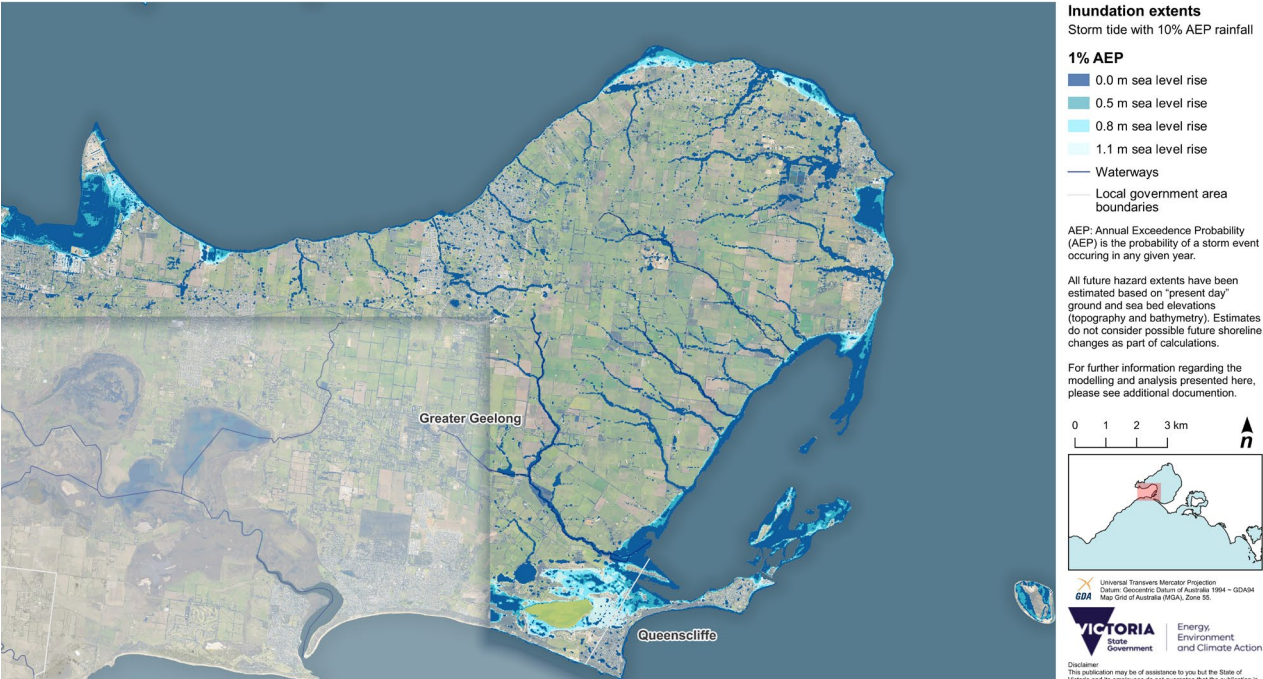 Inundation extents
Storm tide with 10% AEP rainfall
1% AEP
0.0 m sea level rise
0.5 m sea level rise
0.8 m sea level rise
1.1 m sea level rise
Waterways
Local government area
boundaries
AEP: Annual Exceedence Probability
(AEP) is the probability of a storm event
occuring in any given year.
All future hazard extents have been
estimated based on "present day"
ground and sea bed elevations
(topography and bathymetry). Estimates
do not consider possible future shoreline
changes as part of calculations.
For further information regarding the
modelling and analysis presented here,
please see additional documention.
0 1 2 3 km
n
GDA
Universal Transvers Mercator Projection
Datum: Geocentric Datum of Australia 1994 ~ GDA94
Map Grid of Australia (MGA), Zone 55.
VICTORIA
State
Government
Energy,
Environment
and Climate Action
Disclaimer
This publication may be of assistance to you but the State of
Greater Geelong
Queenscliffe